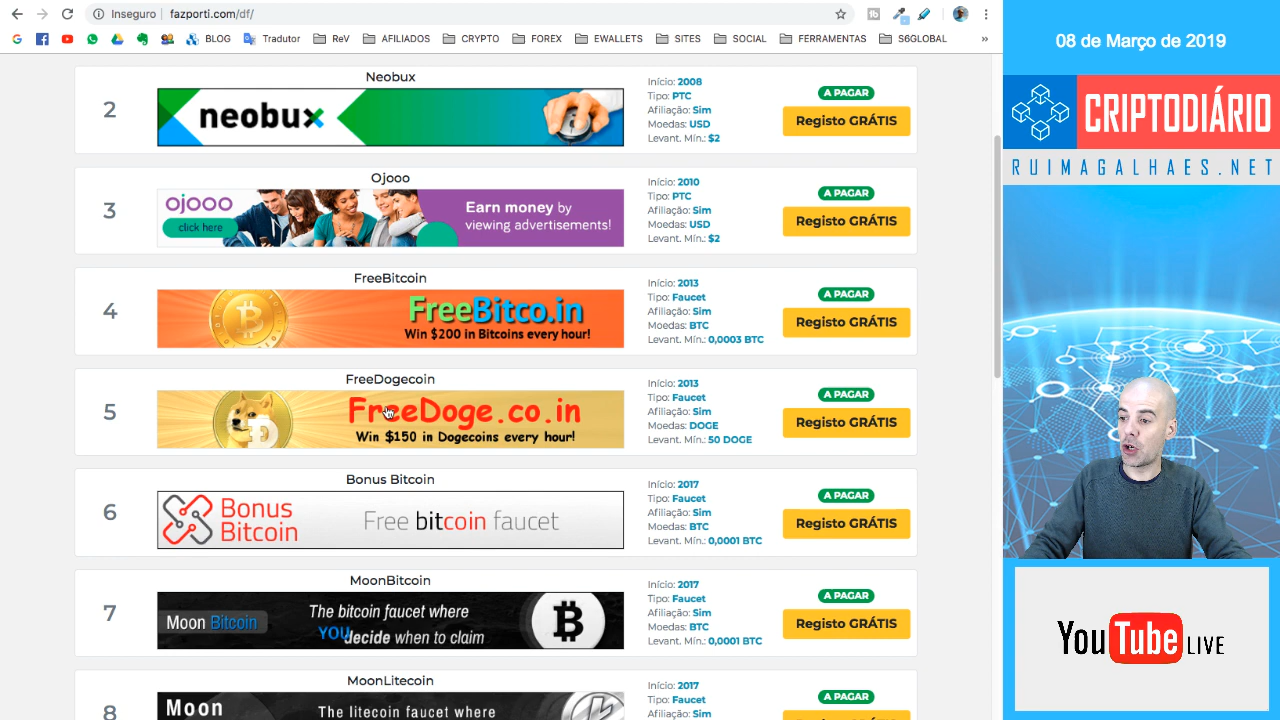 Inseguro | fazporti.com/df/
BLOG
Tradutor
ReV
AFILIADOS
CRYPTO
FOREX
EWALLETS
SITES
SOCIAL
FERRAMENTAS
S6GLOBAL
»
2
Neobux
neobux
Início: 2008
Tipo: PTC
Afiliação: Sim
Moedas: USD
Levant. Mín.: $2
A PAGAR
Registo GRÁTIS
3
Ojooo
ojooo
click here
Earn money by
viewing advertisements!
Início: 2010
Tipo: PTC
Afiliação: Sim
Moedas: USD
Levant. Mín.: $2
A PAGAR
Registo GRÁTIS
4
FreeBitcoin
FreeBitco.in
Win $200 in Bitcoins every hour!
Início: 2013
Tipo: Faucet
Afiliação: Sim
Moedas: BTC
Levant. Mín.: 0,0003 BTC
A PAGAR
Registo GRÁTIS
5
FreeDogecoin
FreeDoge.co.in
Win $150 in Dogecoins every hour!
Início: 2013
Tipo: Faucet
Afiliação: Sim
Moedas: DOGE
Levant. Mín.: 50 DOGE
A PAGAR
Registo GRÁTIS
6
Bonus Bitcoin
Bonus
Bitcoin
Free bitcoin faucet
Início: 2017
Tipo: Faucet
Afiliação: Sim
Moedas: BTC
Levant. Mín.: 0,0001 BTC
A PAGAR
Registo GRÁTIS
7
MoonBitcoin
Moon Bitcoin
The bitcoin faucet where
YOU decide when to claim
Início: 2017
Tipo: Faucet
Afiliação: Sim
Moedas: BTC
Levant. Mín.: 0,0001 BTC
A PAGAR
Registo GRÁTIS
8
MoonLitecoin
Moon
The litecoin faucet where
Início: 2017
Tipo: Faucet
Afiliação: Sim
A PAGAR
08 de Março de 2019
CRIPTODIÁRIO
RUIMAGALHAES.NET
YouTube LIVE